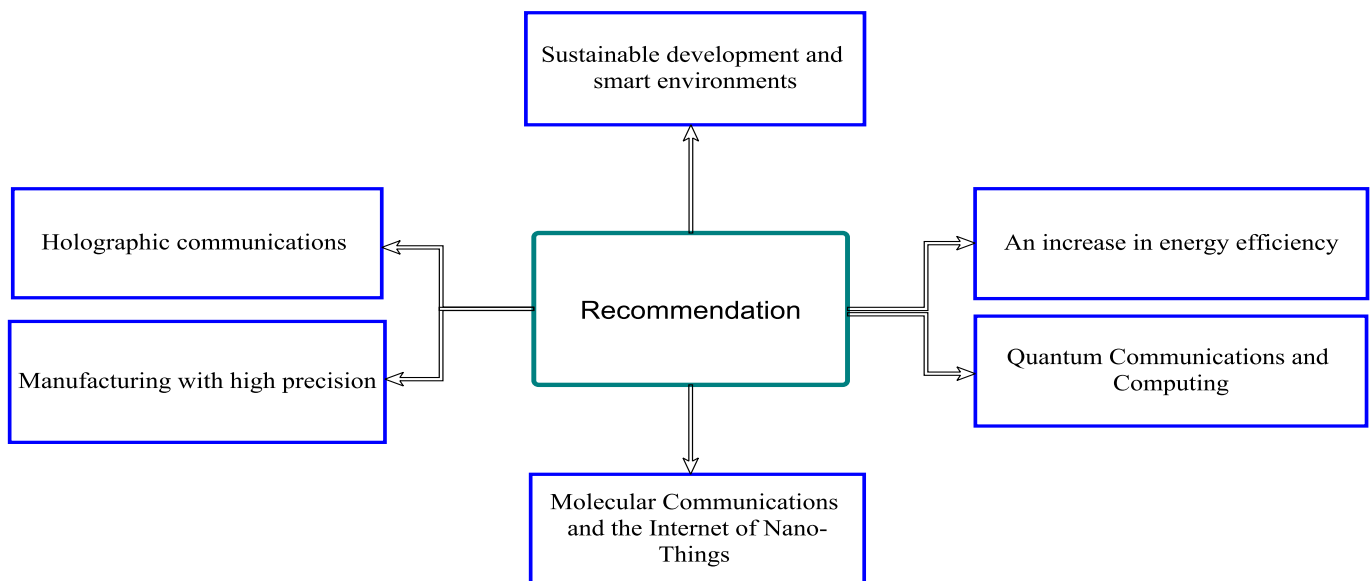 Sustainable development and
smart environments
Holographic communications
An increase in energy efficiency
Recommendation
Manufacturing with high precision
Quantum Communications and
Computing
Molecular Communications
and the Internet of Nano-
Things